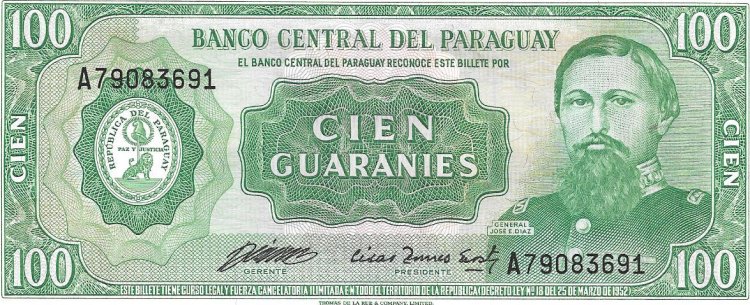 100 BANCO CENTRAL DEL PARAGUAY 100
EL BANCO CENTRAL DEL PARAGUAY RECONOCE ESTE BILLETE POR
A79083691
REPÚBLICA DEL PARAGUAY
PAZ Y JUSTICIA
CIEN
CIEN
GUARANIES
CIEN
GENERAL
JOSE E. DIAZ
GERENTE
PRESIDENTE
A79083691
100
100
ESTE BILLETE TIENE CURSO LEGAL Y FUERZA CANCELATORIA ILIMITADA EN TODO EL TERRITORIO DE LA REPUBLICA (DECRETO LEY Nº 18 DEL 25 DE MARZO DE 1952)
THOMAS DE LA RUE & COMPANY, LIMITED.